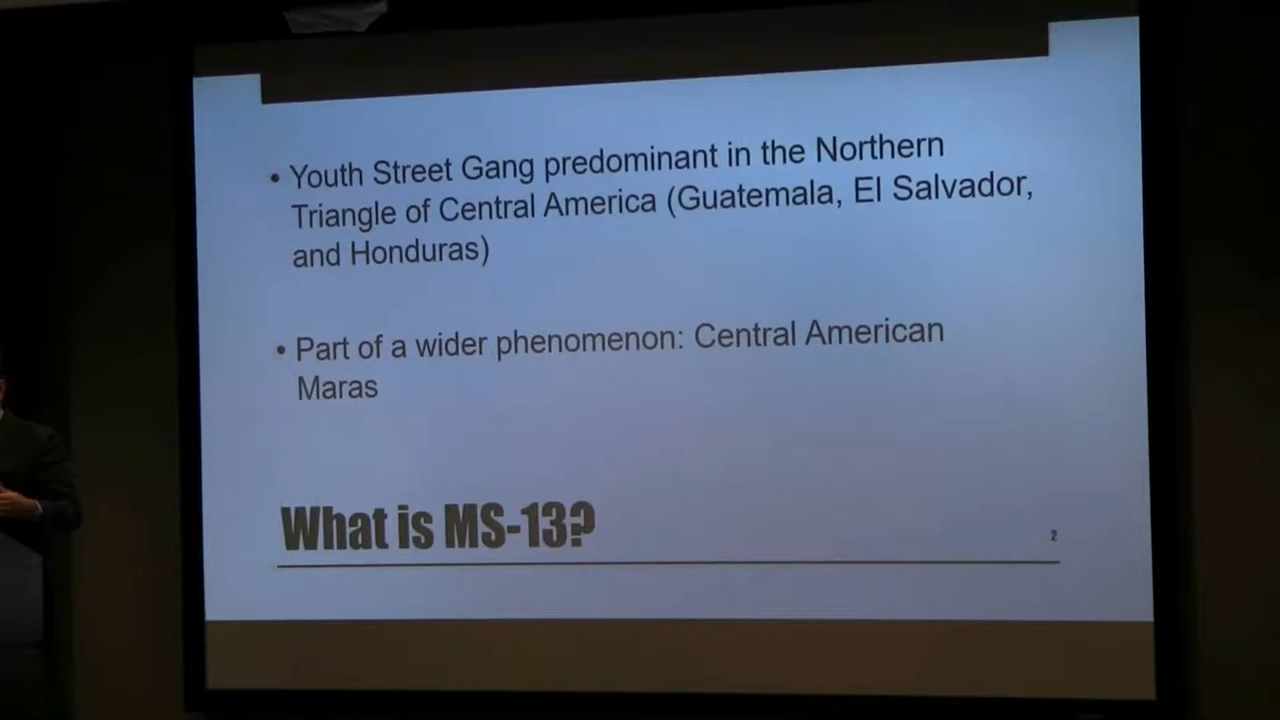 • Youth Street Gang predominant in the Northern
Triangle of Central America (Guatemala, El Salvador,
and Honduras)
• Part of a wider phenomenon: Central American
Maras
What is MS-13?
2